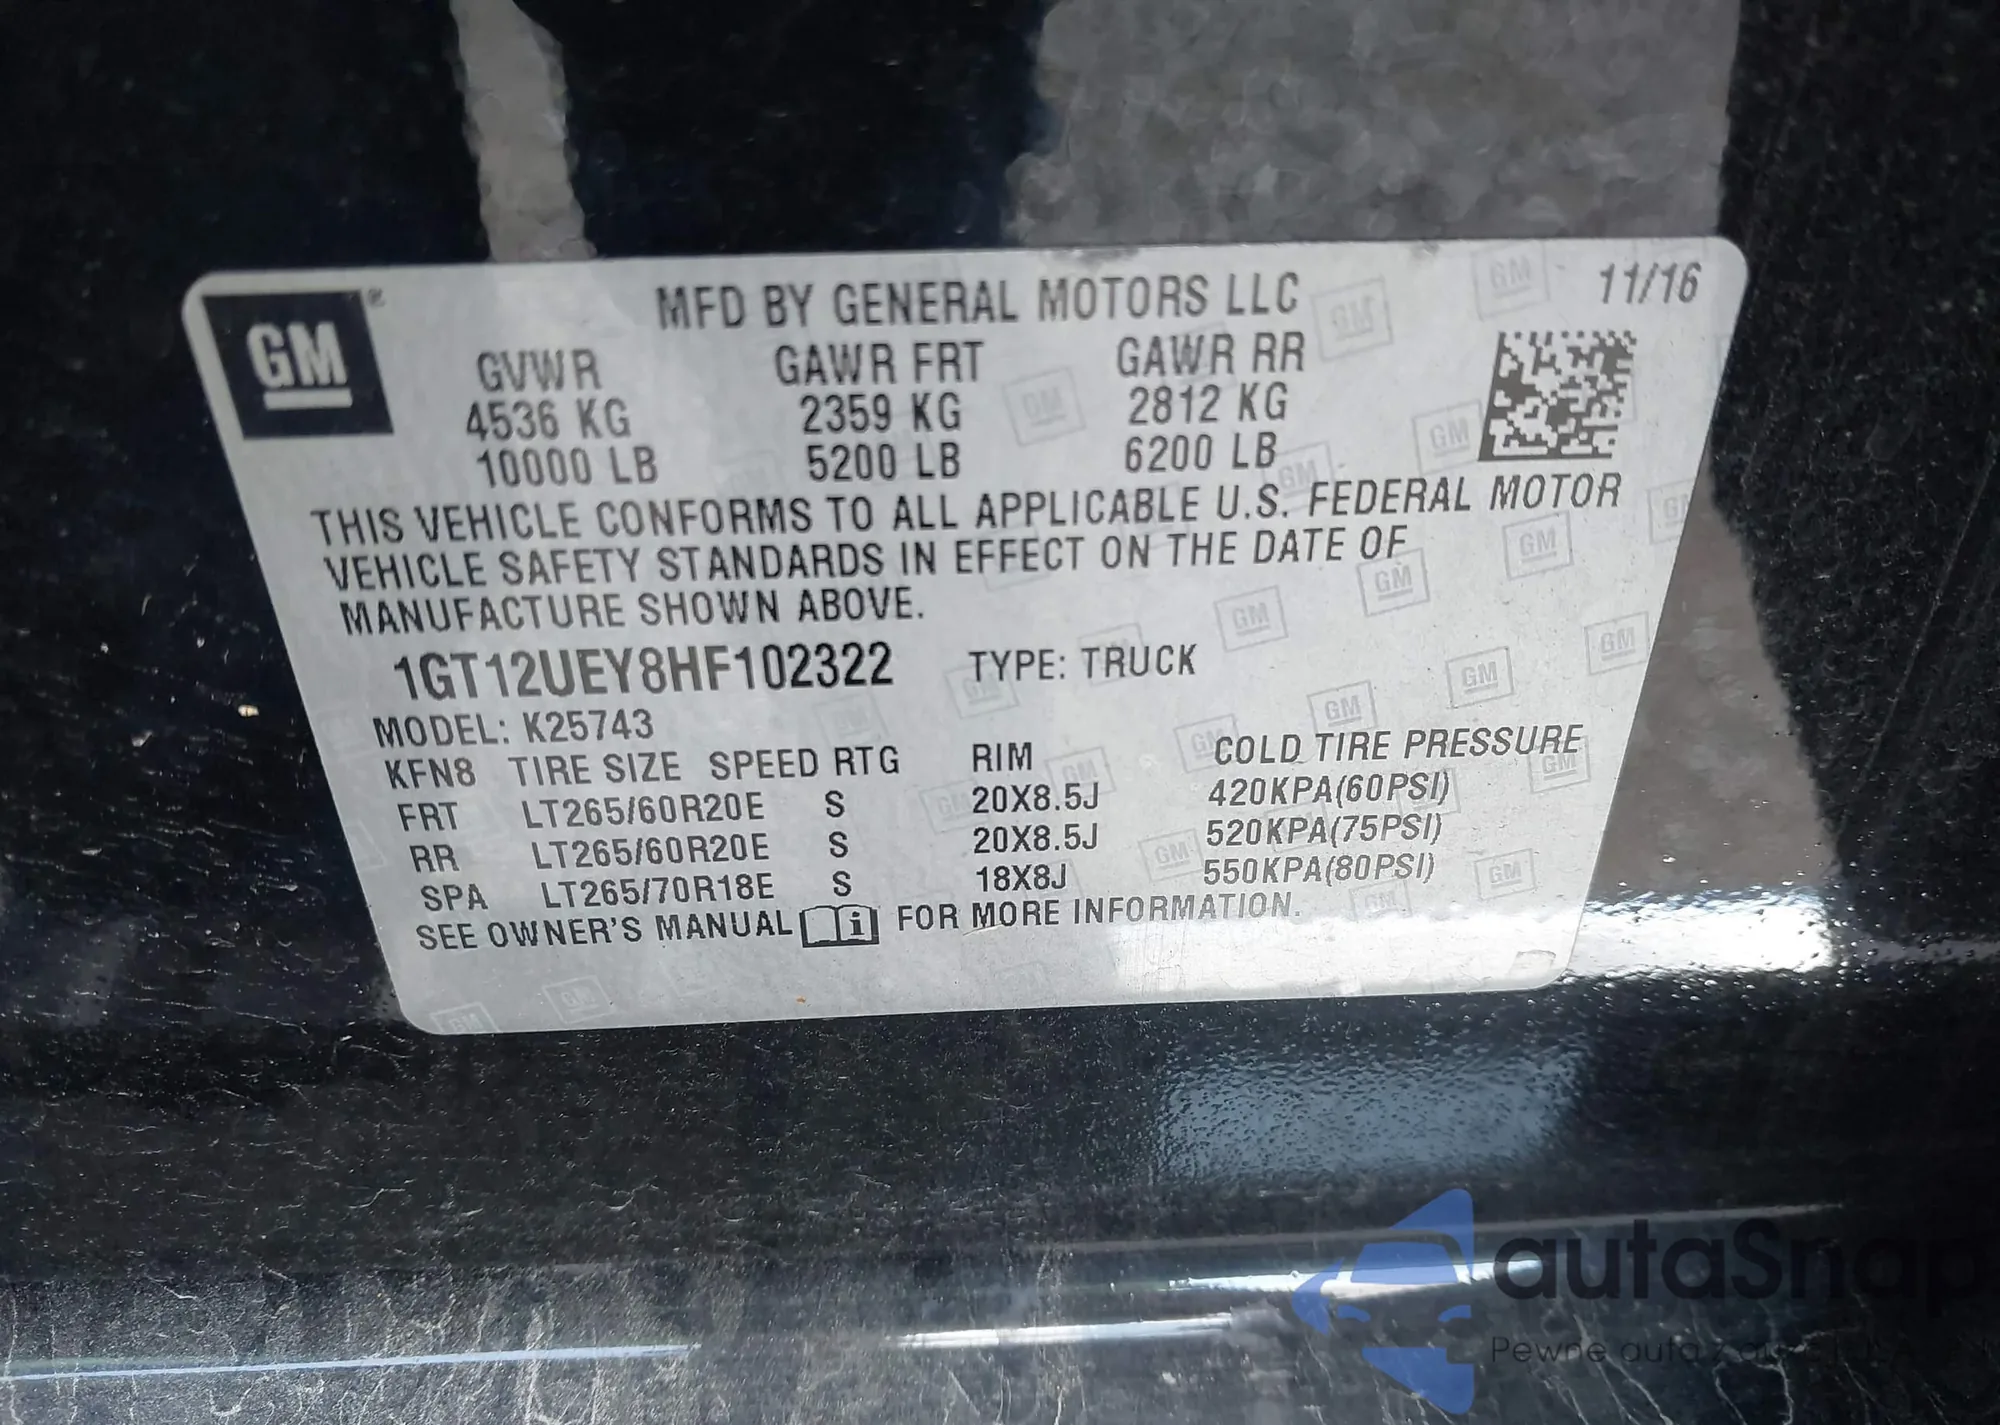 GM
MFD BY GENERAL MOTORS LLC 11/16
GVWR GAWR FRT GAWR RR
4536 KG 2359 KG 2812 KG
10000 LB 5200 LB 6200 LB
THIS VEHICLE CONFORMS TO ALL APPLICABLE U.S. FEDERAL MOTOR
VEHICLE SAFETY STANDARDS IN EFFECT ON THE DATE OF
MANUFACTURE SHOWN ABOVE.
1GT12UEY8HF102322 TYPE: TRUCK
MODEL: K25743
KFN8 TIRE SIZE SPEED RTG RIM COLD TIRE PRESSURE
FRT LT265/60R20E S 20X8.5J 420KPA(60PSI)
RR LT265/60R20E S 20X8.5J 520KPA(75PSI)
SPA LT265/70R18E S 18X8J 550KPA(80PSI)
SEE OWNER'S MANUAL FOR MORE INFORMATION.
autaSnap
Pewne auta z